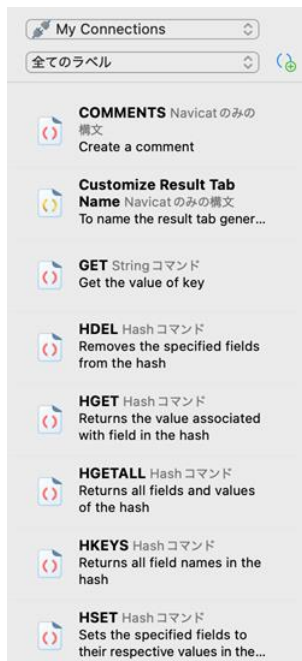 My Connections
全てのラベル
COMMENTS Navicatのみの
構文
Create a comment
Customize Result Tab
Name Navicatのみの構文
To name the result tab gener...
GET Stringコマンド
Get the value of key
HDEL Hashコマンド
Removes the specified fields
from the hash
HGET Hashコマンド
Returns the value associated
with field in the hash
HGETALL Hashコマンド
Returns all fields and values
of the hash
HKEYS Hashコマンド
Returns all field names in the
hash
HSET Hashコマンド
Sets the specified fields to
their respective values in the...